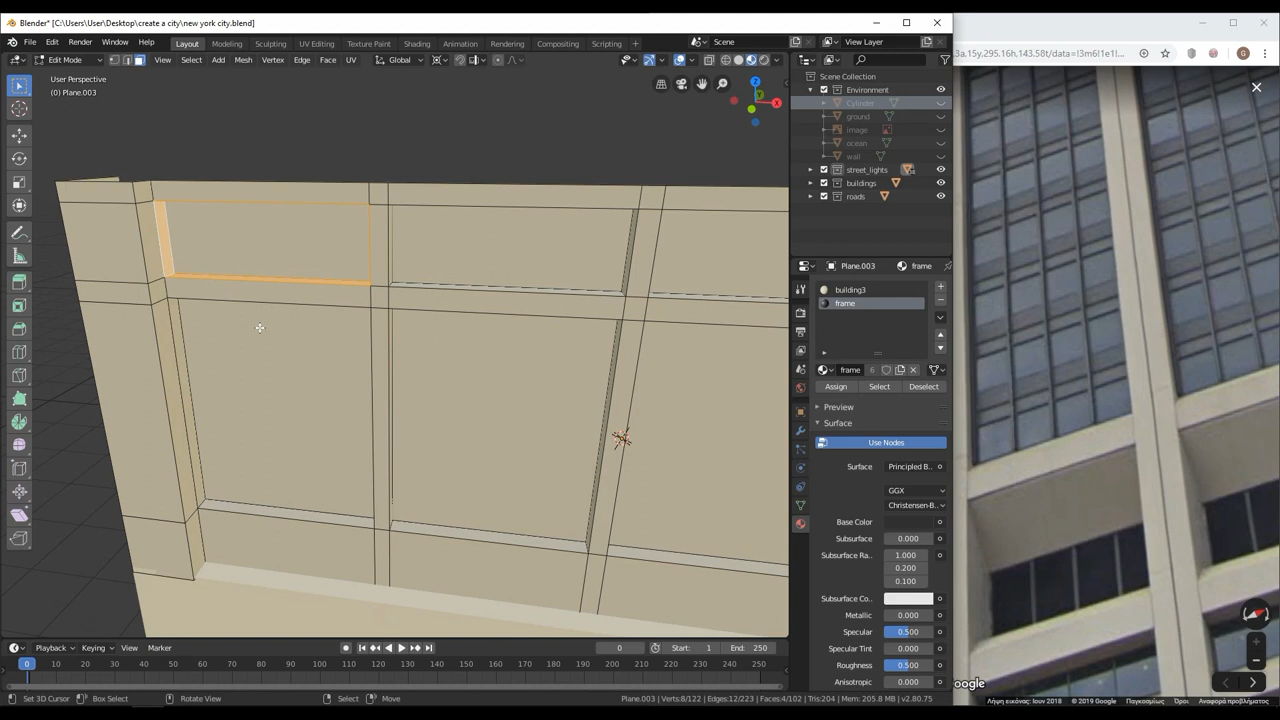 Blender* [C:\Users\User\Desktop\create a city\new york city.blend]
File Edit Render Window Help Layout Modeling Sculpting UV Editing Texture Paint Shading Animation Rendering Compositing Scripting + Scene View Layer
3a.15y,295.16h,143.58t/data=!3m6!1e1! G
Edit Mode View Select Add Mesh Vertex Edge Face UV Global
User Perspective
(0) Plane.003
Scene Collection
Environment
Cylinder
ground
image
ocean
wall
street_lights
buildings
roads
X
Y
Z
Plane.003 frame
building3
frame
frame 6
Assign Select Deselect
Preview
Surface
Use Nodes
Surface Principled B..
GGX
Christensen-B..
Base Color
Subsurface 0.000
Subsurface Ra.. 1.000
0.200
0.100
Subsurface Co..
Metallic 0.000
Specular 0.500
Specular Tint 0.000
Roughness 0.500
Anisotropic 0.000
Playback Keying View Marker 0 Start: 1 End: 250
0 10 20 30 40 50 60 70 80 90 100 110 120 130 140 150 160 170 180 190 200 210 220 230 240 250
Set 3D Cursor Box Select Rotate View Select Move Plane.003 | Verts:8/122 | Edges:12/223 | Faces:4/102 | Tris:204 | Mem: 205.8 MB | v2.80.75
Google
Λήψη εικόνας: Ιουν 2018 © 2019 Google Παγκοσμίως Όροι Αναφορά προβλήματος